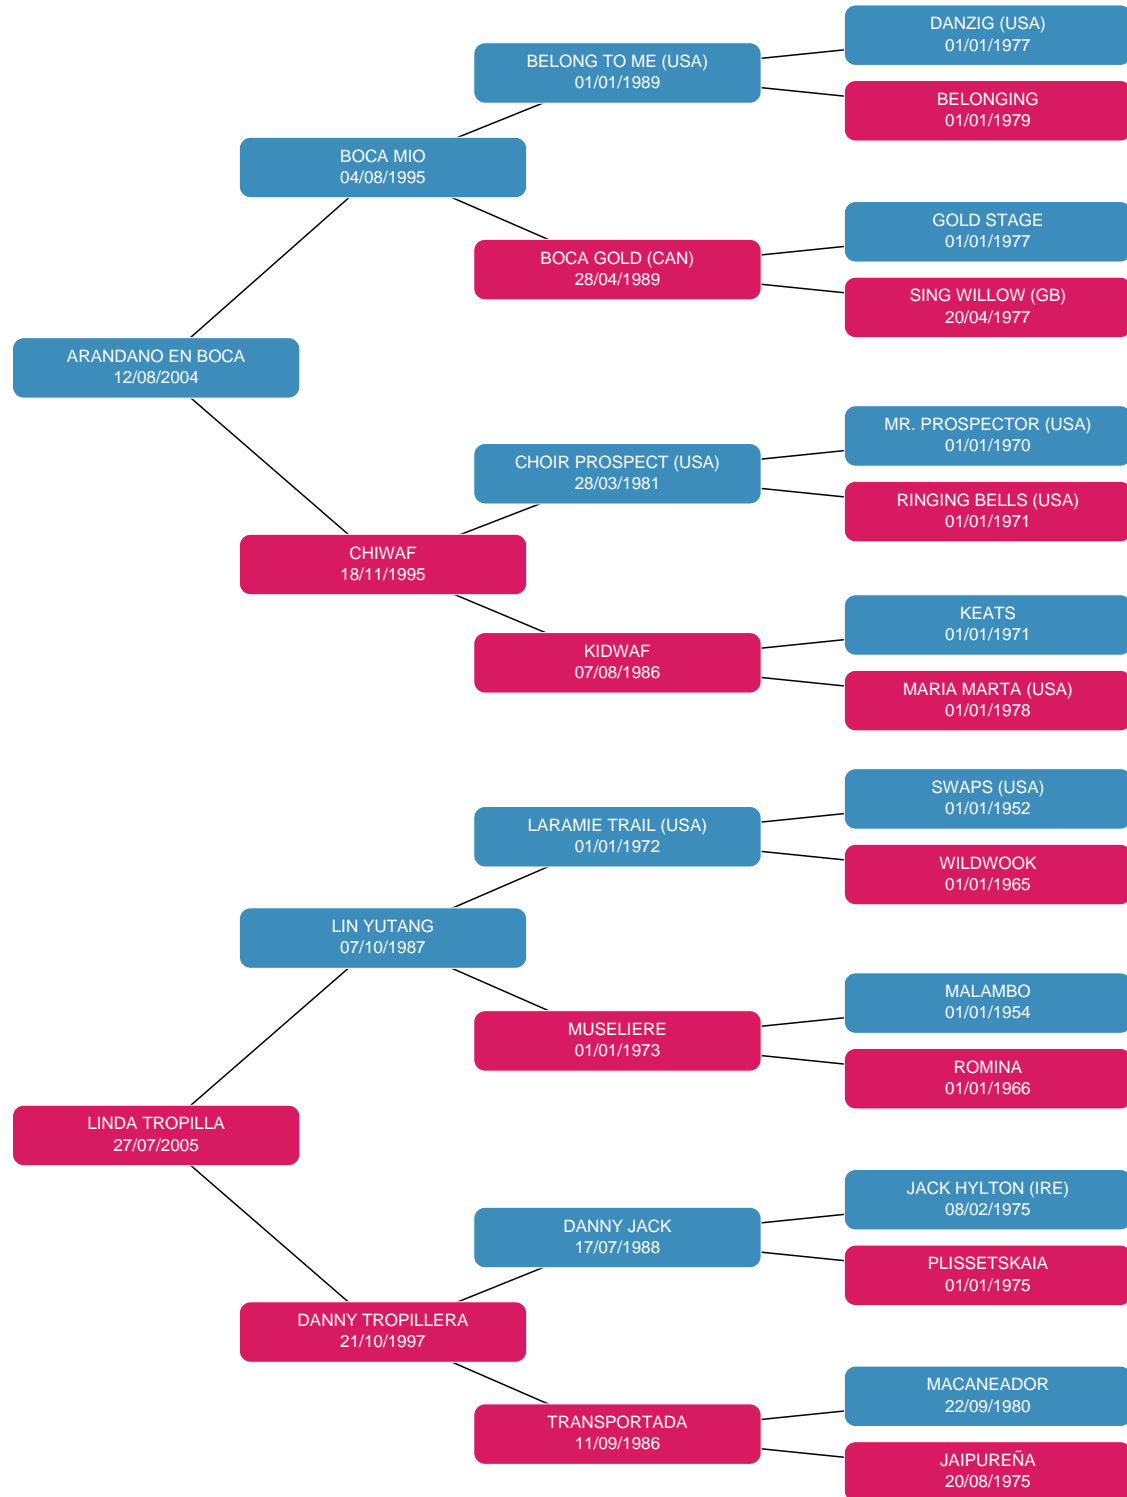 DANZIG (USA)
01/01/1977
BELONG TO ME (USA)
01/01/1989
BELONGING
01/01/1979
BOCA MIO
04/08/1995
GOLD STAGE
01/01/1977
BOCA GOLD (CAN)
28/04/1989
SING WILLOW (GB)
20/04/1977
ARANDANO EN BOCA
12/08/2004
MR. PROSPECTOR (USA)
01/01/1970
CHOIR PROSPECT (USA)
28/03/1981
RINGING BELLS (USA)
01/01/1971
CHIWAF
18/11/1995
KEATS
01/01/1971
KIDWAF
07/08/1986
MARIA MARTA (USA)
01/01/1978
SWAPS (USA)
01/01/1952
LARAMIE TRAIL (USA)
01/01/1972
WILDWOOK
01/01/1965
LIN YUTANG
07/10/1987
MALAMBO
01/01/1954
MUSELIERE
01/01/1973
ROMINA
01/01/1966
LINDA TROPILLA
27/07/2005
JACK HYLTON (IRE)
08/02/1975
DANNY JACK
17/07/1988
PLISSETSKAIA
01/01/1975
DANNY TROPILLERA
21/10/1997
MACANEADOR
22/09/1980
TRANSPORTADA
11/09/1986
JAIPUREÑA
20/08/1975